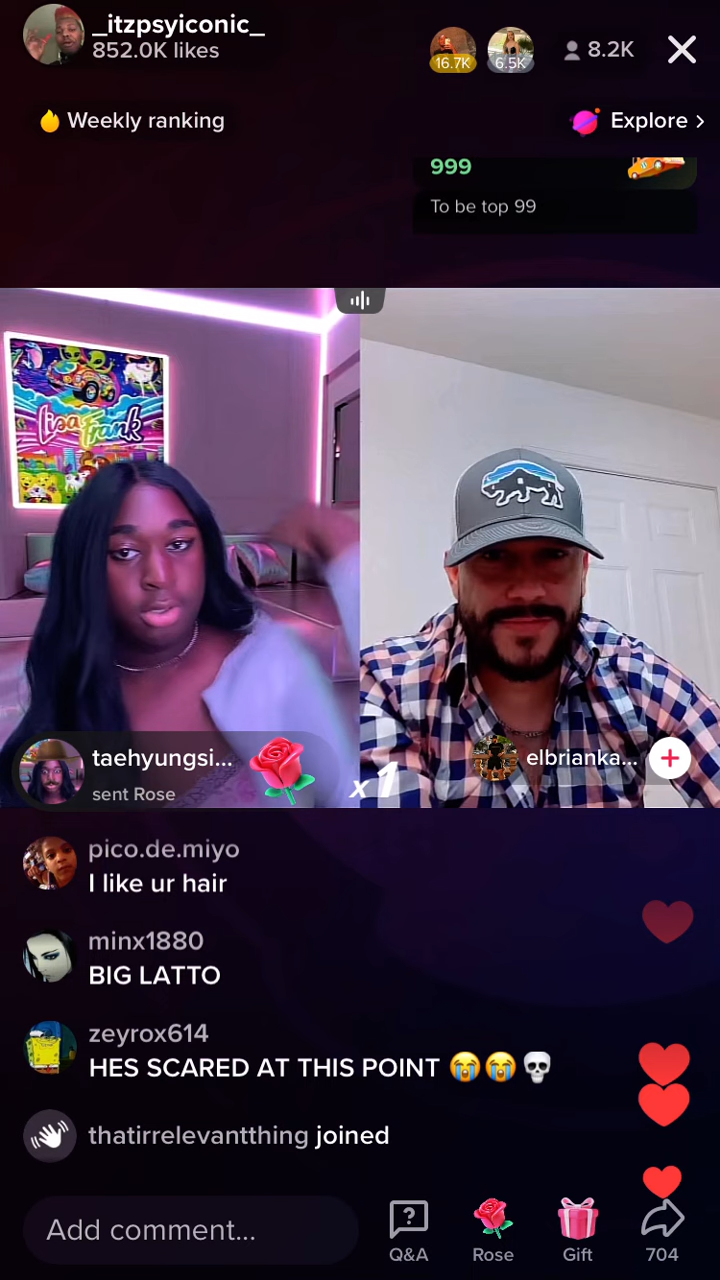 _itzpsyiconic_
852.0K likes
16.7K
6.5K
8.2K
Weekly ranking
Explore >
999
To be top 99
Lisa
Frank
taehyungsi...
sent Rose
x1
elbrianka...
pico.de.miyo
I like ur hair
minx1880
BIG LATTO
zeyrox614
HES SCARED AT THIS POINT 😭😭💀
thatirrelevantthing joined
Add comment...
Q&A
Rose
Gift
704